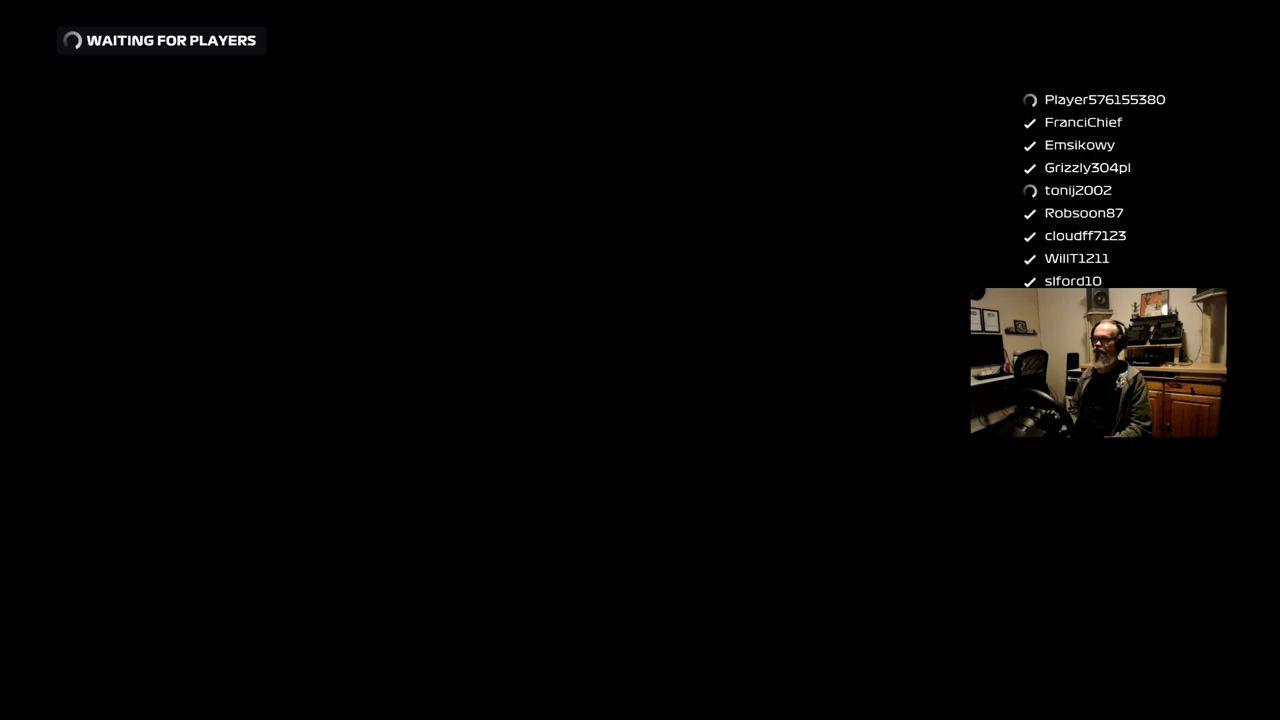 WAITING FOR PLAYERS
Player576155380
FranciChief
Emsikowy
Grizzly304pl
tonij2002
Robsoon87
cloudff7123
WillT1211
slford10